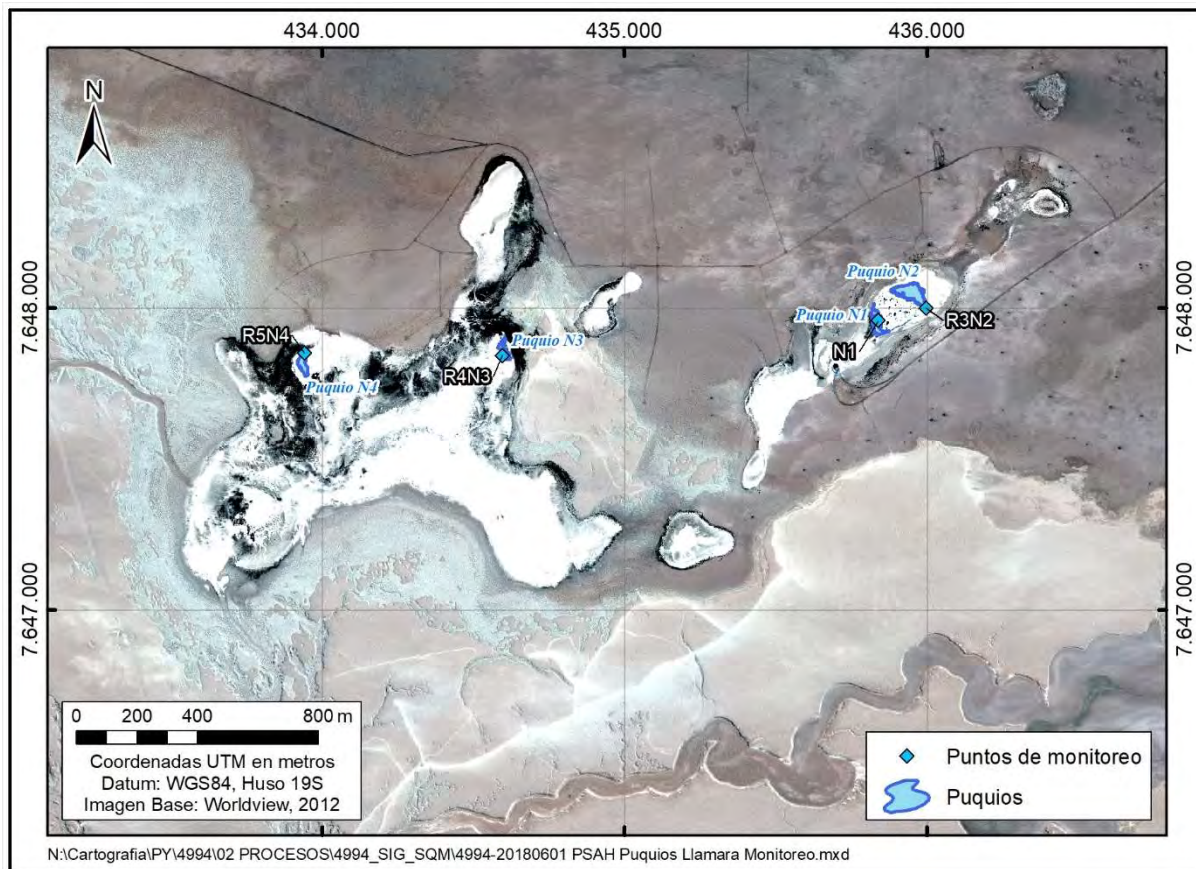 434.000
435.000
436.000
N
7.648.000
7.648.000
Puquio N2
Puquio N1
R3N2
N1
R5N4
Puquio N3
R4N3
Puquio N4
7.647.000
7.647.000
0 200 400 800 m
Coordenadas UTM en metros
Datum: WGS84, Huso 19S
Imagen Base: Worldview, 2012
Puntos de monitoreo
Puquios
N:\Cartografia\PY\4994\02 PROCESOS\4994_SIG_SQM\4994-20180601 PSAH Puquios Llamara Monitoreo.mxd